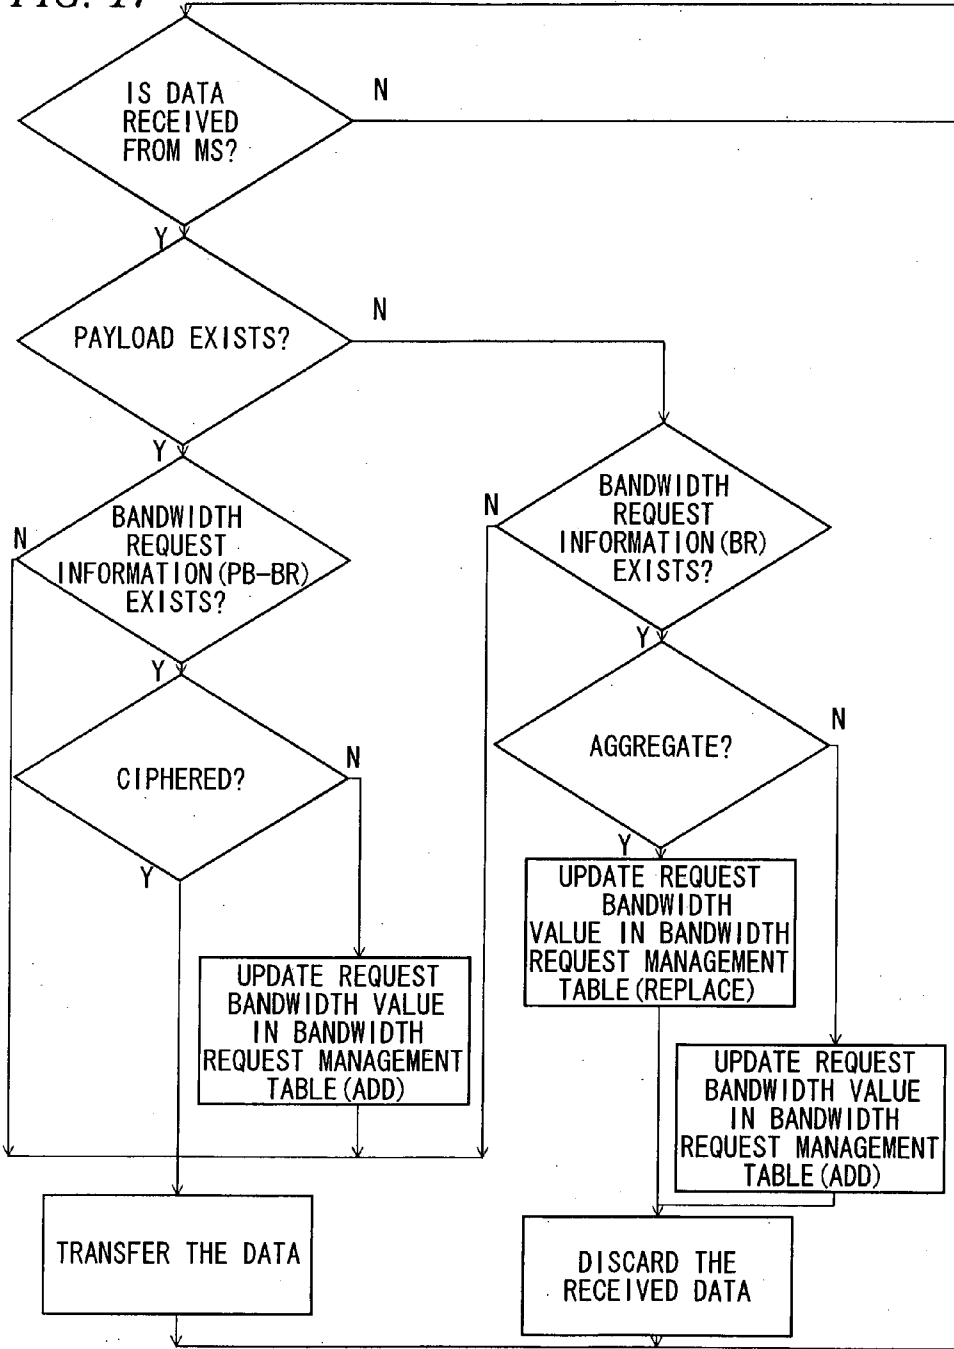 FIG. 17
IS DATA
RECEIVED
FROM MS?
N
Y
PAYLOAD EXISTS?
N
Y
BANDWIDTH
REQUEST
INFORMATION(PB-BR)
EXISTS?
N
Y
BANDWIDTH
REQUEST
INFORMATION(BR)
EXISTS?
N
Y
CIPHERED?
N
Y
AGGREGATE?
N
Y
UPDATE REQUEST
BANDWIDTH
VALUE IN BANDWIDTH
REQUEST MANAGEMENT
TABLE(REPLACE)
UPDATE REQUEST
BANDWIDTH VALUE
IN BANDWIDTH
REQUEST MANAGEMENT
TABLE(ADD)
UPDATE REQUEST
BANDWIDTH VALUE
IN BANDWIDTH
REQUEST MANAGEMENT
TABLE(ADD)
TRANSFER THE DATA
DISCARD THE
RECEIVED DATA